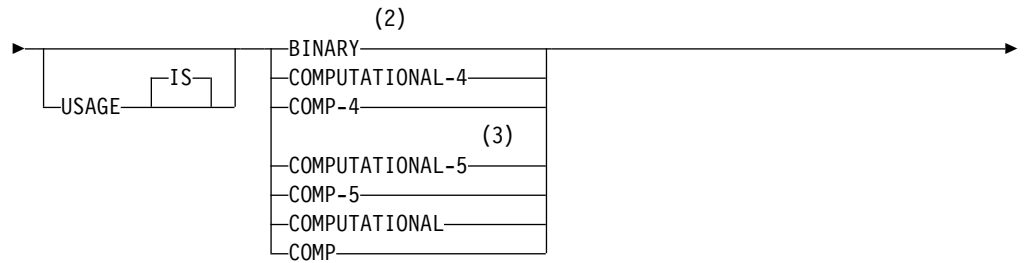 (2)
BINARY
IS
COMPUTATIONAL-4
USAGE
COMP-4
(3)
COMPUTATIONAL-5
COMP-5
COMPUTATIONAL
COMP